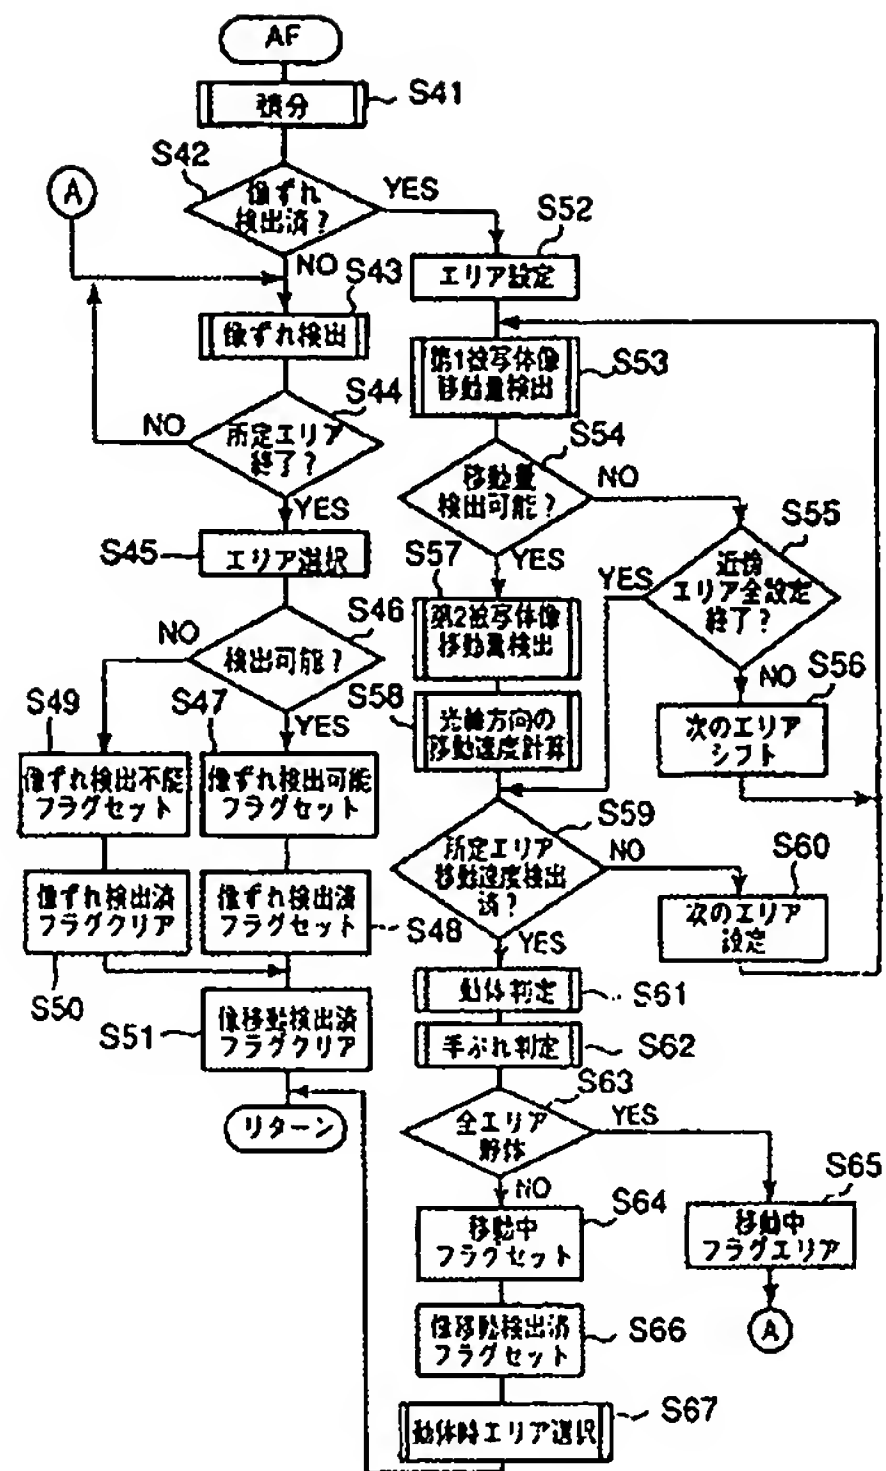 AF
積分
S41
S42
像ずれ
検出済?
YES
NO
A
S43
像ずれ検出
S44
所定エリア
終了?
NO
YES
S45
エリア選択
S46
検出可能?
NO
YES
S49
像ずれ検出不能
フラグセット
S47
像ずれ検出可能
フラグセット
像ずれ検出済
フラグクリア
S50
像ずれ検出済
フラグセット
S48
S51
像移動検出済
フラグクリア
リターン
S52
エリア設定
第1被写体像
移動量検出
S53
S54
移動量
検出可能?
NO
YES
S55
近傍
エリア全設定
終了?
YES
NO
S56
次のエリア
シフト
S57
第2被写体像
移動量検出
S58
光軸方向の
移動速度計算
S59
所定エリア
移動速度検出
済?
NO
YES
S60
次のエリア
設定
動体判定
S61
手ぶれ判定
S62
S63
全エリア
YES
NO
S64
移動中
フラグセット
S65
移動中
フラグエリア
A
像移動検出済
フラグセット
S66
動体時エリア選択
S67